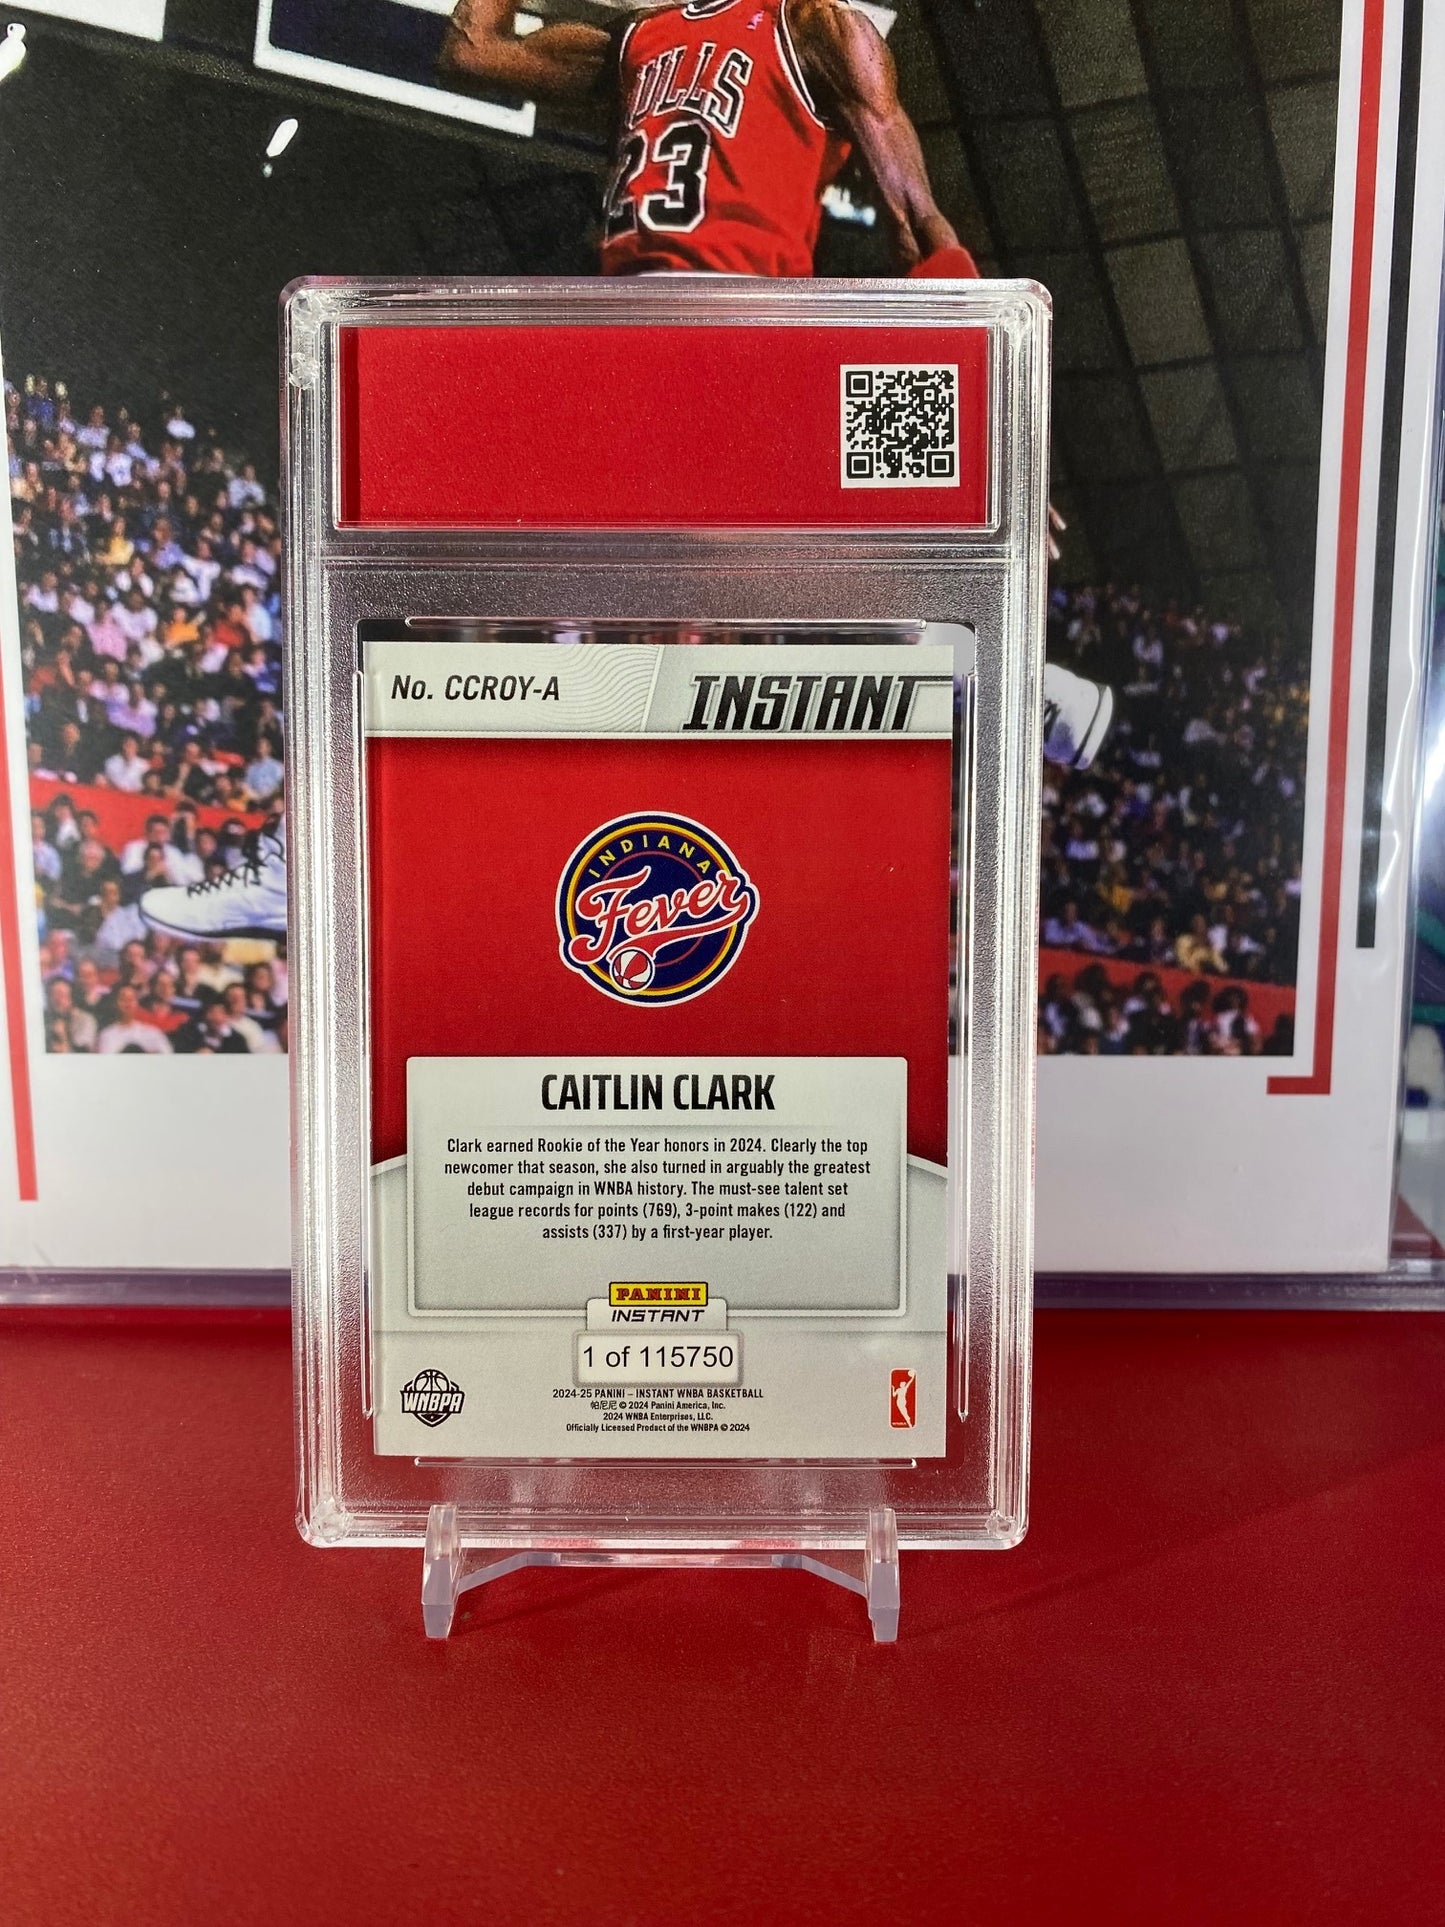 BULLS
23
No. CCROY-A
INSTANT
INDIANA
Fever
CAITLIN CLARK
Clark earned Rookie of the Year honors in 2024. Clearly the top
newcomer that season, she also turned in arguably the greatest
debut campaign in WNBA history. The must-see talent set
league records for points (769), 3-point makes (122) and
assists (337) by a first-year player.
PANINI
INSTANT
1 of 115750
WNBPA
2024-25 PANINI – INSTANT WNBA BASKETBALL
帕尼尼 © 2024 Panini America, Inc.
2024 WNBA Enterprises, LLC.
Officially Licensed Product of the WNBPA © 2024
WNBA